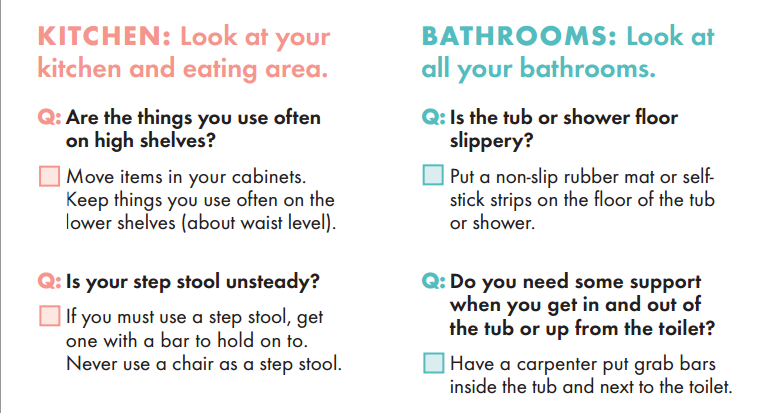 KITCHEN: Look at your
kitchen and eating area.
Q: Are the things you use often
on high shelves?
Move items in your cabinets.
Keep things you use often on the
lower shelves (about waist level).
Q: Is your step stool unsteady?
If you must use a step stool, get
one with a bar to hold on to.
Never use a chair as a step stool.
BATHROOMS: Look at
all your bathrooms.
Q: Is the tub or shower floor
slippery?
Put a non-slip rubber mat or self-
stick strips on the floor of the tub
or shower.
Q: Do you need some support
when you get in and out of
the tub or up from the toilet?
Have a carpenter put grab bars
inside the tub and next to the toilet.